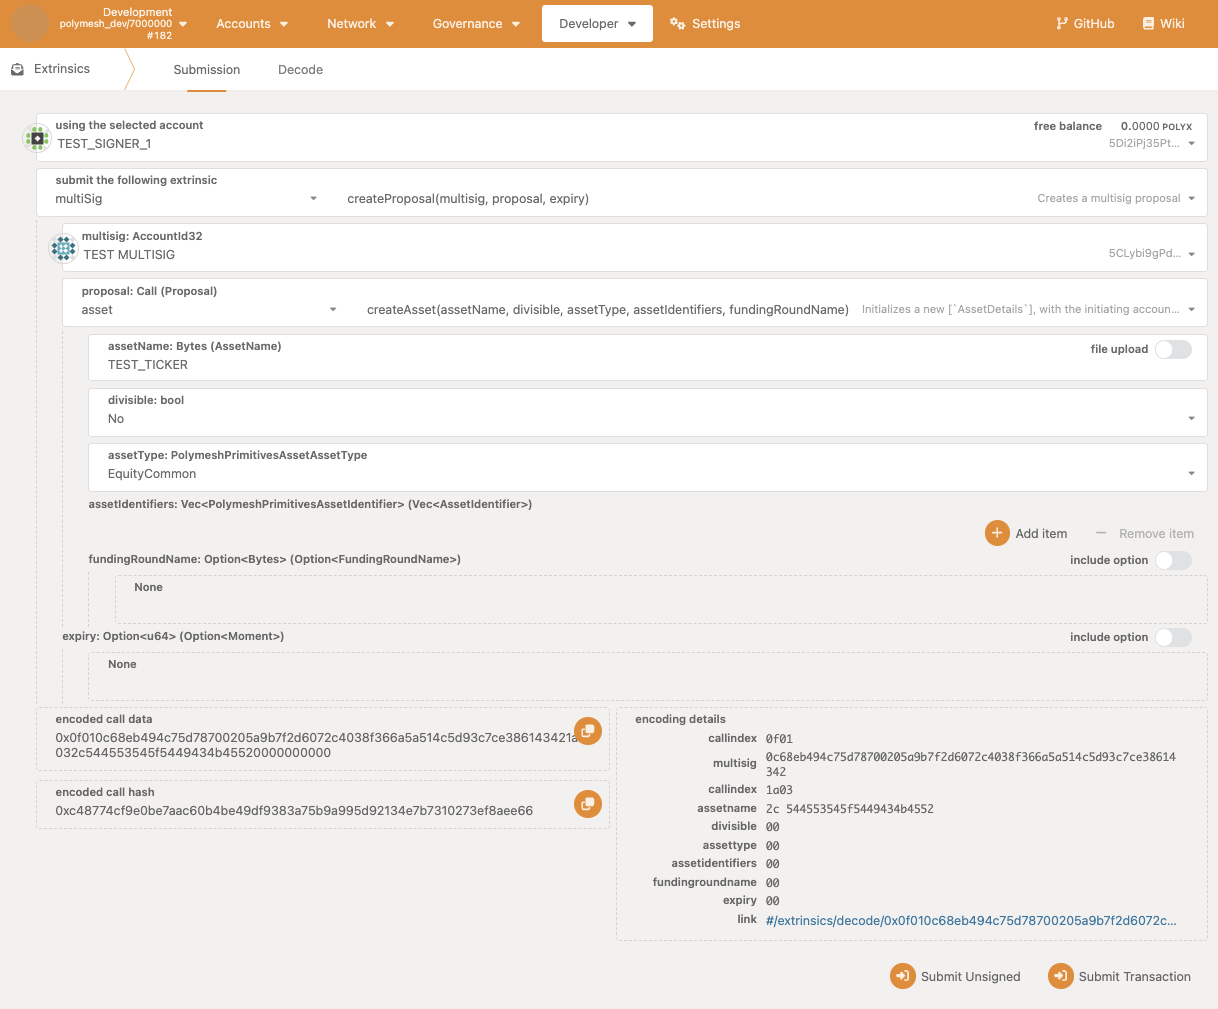 Development
polymesh_dev/7000000
#182
Accounts
Network
Governance
Developer
Settings
GitHub
Wiki
Extrinsics
Submission
Decode
using the selected account
TEST_SIGNER_1
free balance 0.0000 POLYX
5Di2iPj35Pt...
submit the following extrinsic
multiSig
createProposal(multisig, proposal, expiry)
Creates a multisig proposal
multisig: AccountId32
TEST MULTISIG
5CLybi9gPd...
proposal: Call (Proposal)
asset
createAsset(assetName, divisible, assetType, assetIdentifiers, fundingRoundName)
Initializes a new [`AssetDetails`], with the initiating accoun...
assetName: Bytes (AssetName)
TEST_TICKER
file upload
divisible: bool
No
assetType: PolymeshPrimitivesAssetAssetType
EquityCommon
assetIdentifiers: Vec<PolymeshPrimitivesAssetIdentifier> (Vec<AssetIdentifier>)
Add item
Remove item
fundingRoundName: Option<Bytes> (Option<FundingRoundName>)
include option
None
expiry: Option<u64> (Option<Moment>)
include option
None
encoded call data
0x0f010c68eb494c75d78700205a9b7f2d6072c4038f366a5a514c5d93c7ce386143421a
032c544553545f5449434b45520000000000
encoded call hash
0xc48774cf9e0be7aac60b4be49df9383a75b9a995d92134e7b7310273ef8aee66
encoding details
callindex 0f01
multisig 0c68eb494c75d78700205a9b7f2d6072c4038f366a5a514c5d93c7ce38614
342
callindex 1a03
assetname 2c 544553545f5449434b4552
divisible 00
assettype 00
assetidentifiers 00
fundingroundname 00
expiry 00
link #/extrinsics/decode/0x0f010c68eb494c75d78700205a9b7f2d6072c...
Submit Unsigned
Submit Transaction